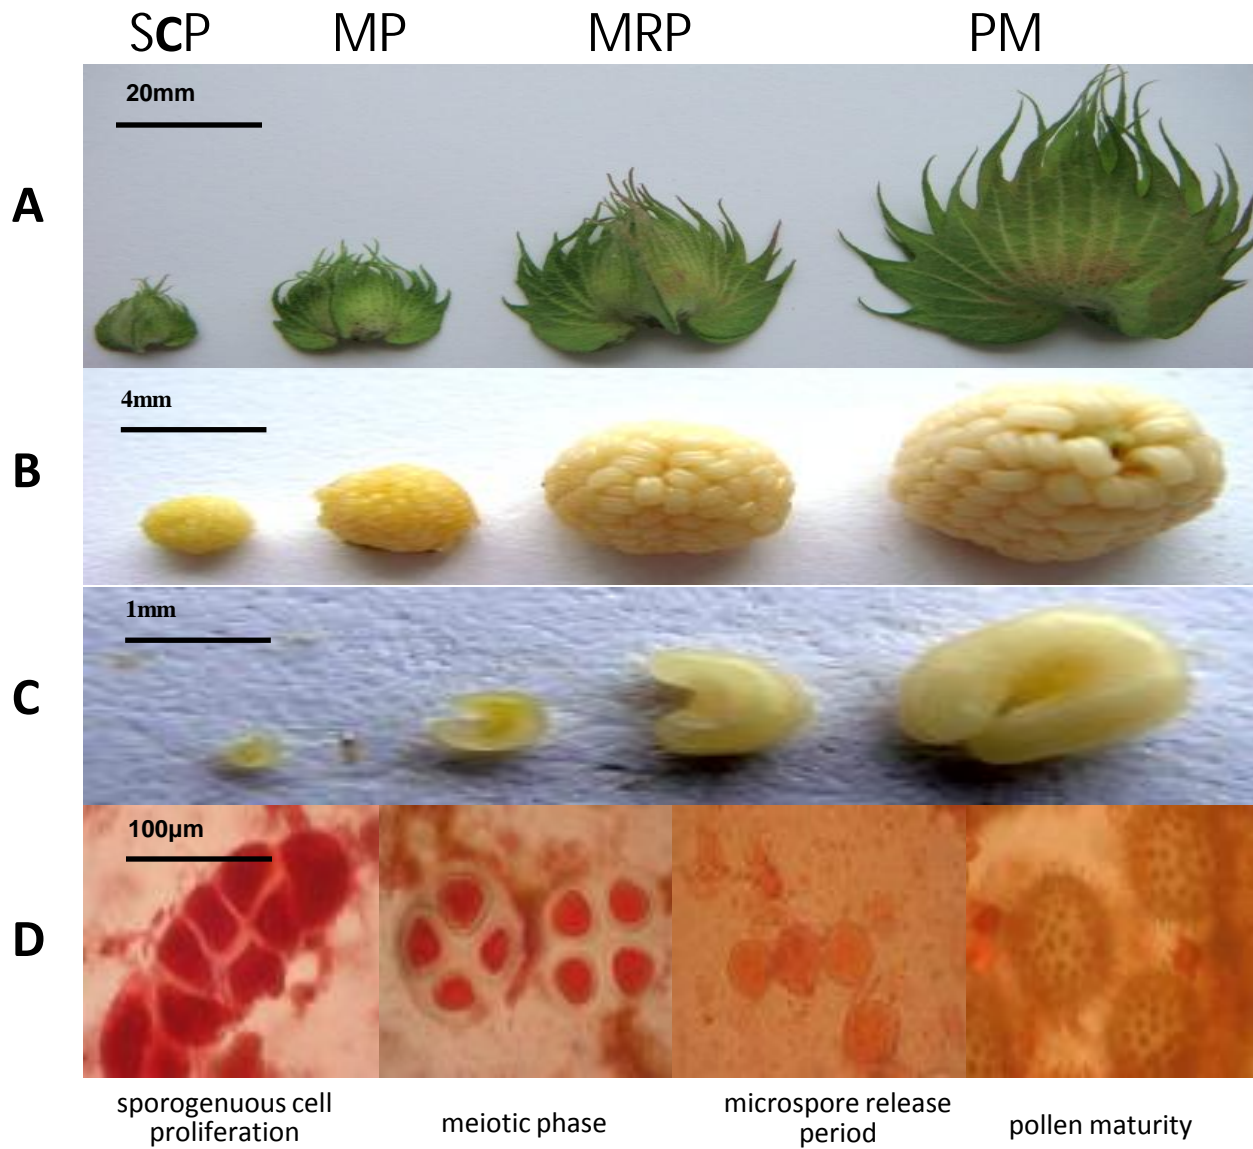 SCP MP MRP PM
20mm
A
4mm
B
1mm
C
100µm
D
sporogenuous cell
proliferation
meiotic phase
microspore release
period
pollen maturity